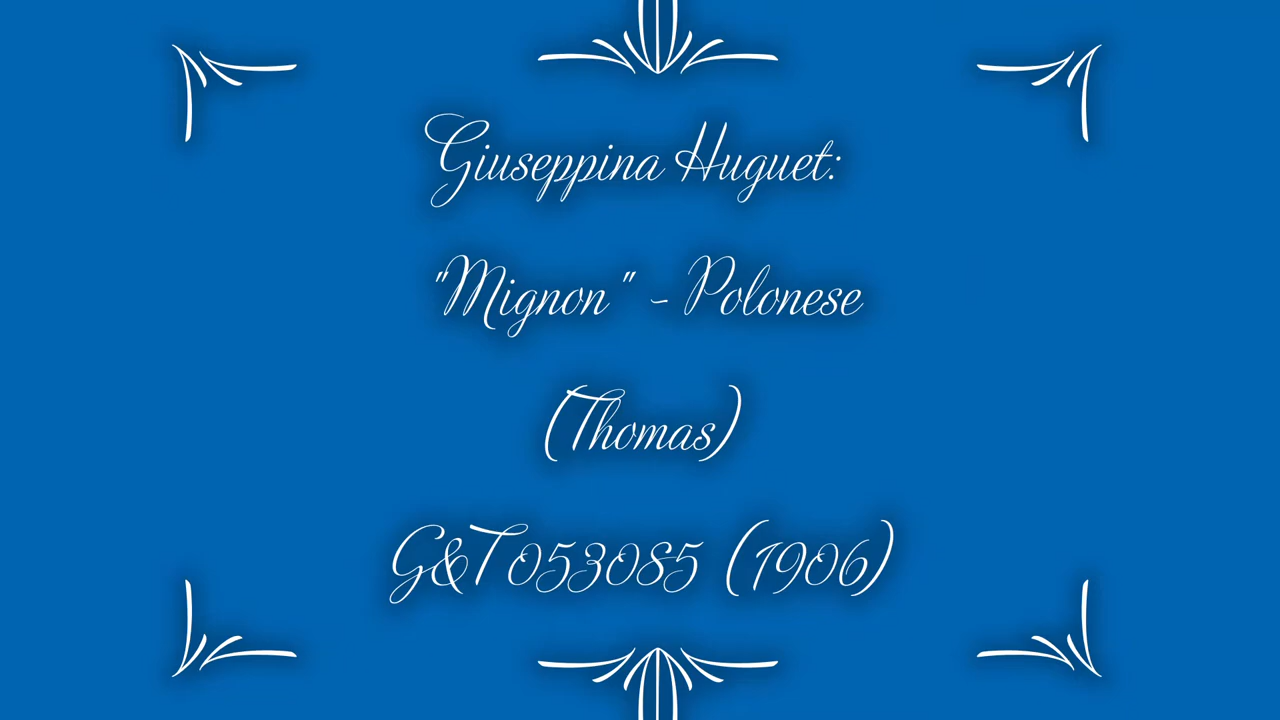 Giuseppina Huguet:
"Mignon" - Polonese
(Thomas)
G&T 053085 (1906)